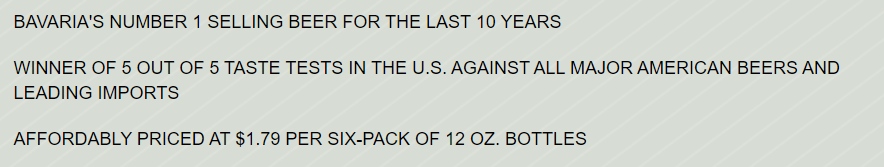 BAVARIA'S NUMBER 1 SELLING BEER FOR THE LAST 10 YEARS
WINNER OF 5 OUT OF 5 TASTE TESTS IN THE U.S. AGAINST ALL MAJOR AMERICAN BEERS AND
LEADING IMPORTS
AFFORDABLY PRICED AT $1.79 PER SIX-PACK OF 12 OZ. BOTTLES